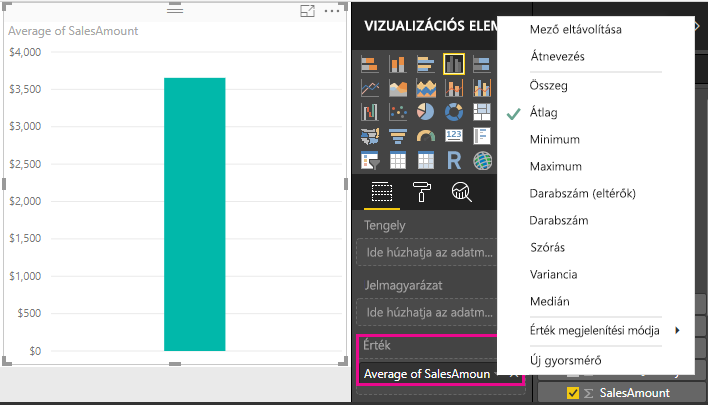 Average of SalesAmount
$4,000
$3,500
$3,000
$2,500
$2,000
$1,500
$1,000
$500
$0
VIZUALIZÁCIÓS ELEM
123
R
Tengely
Ide húzhatja az adatm...
Jelmagyarázat
Ide húzhatja az adatm...
Érték
Average of SalesAmoun
Mező eltávolítása
Átnevezés
Összeg
Átlag
Minimum
Maximum
Darabszám (eltérők)
Darabszám
Szórás
Variancia
Medián
Érték megjelenítési módja
Új gyorsmérő
SalesAmount